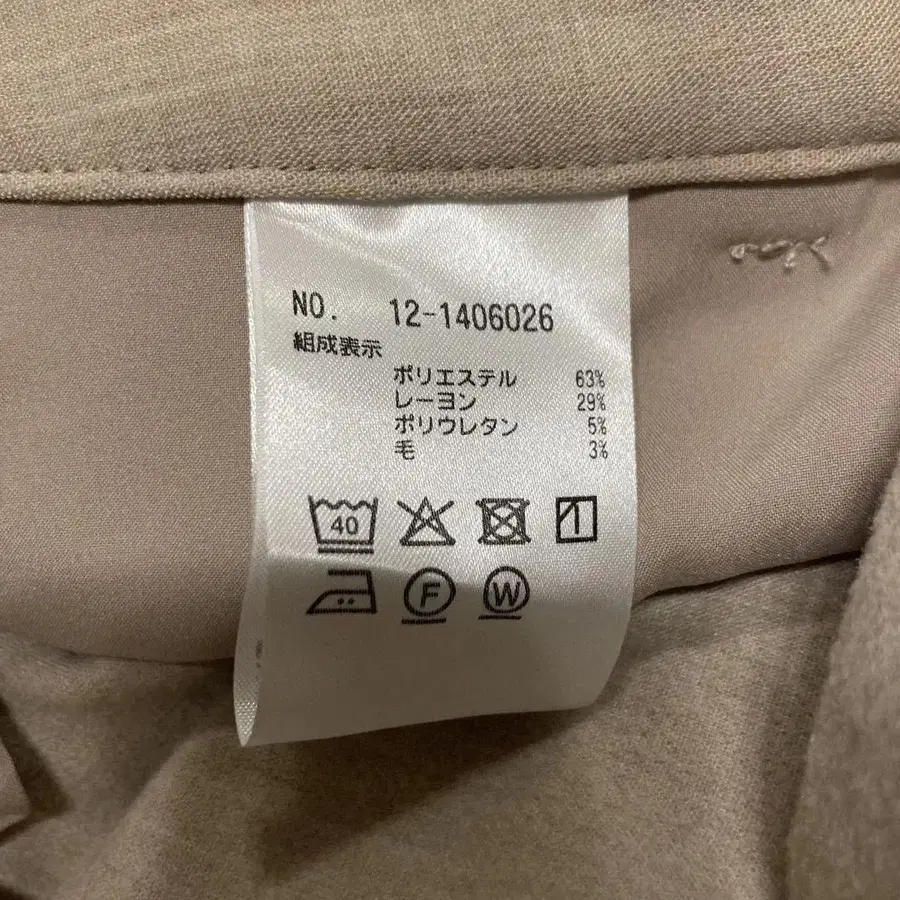 NO. 12-1406026
組成表示
ポリエステル 63%
レーヨン 29%
ポリウレタン 5%
毛 3%
40
F W